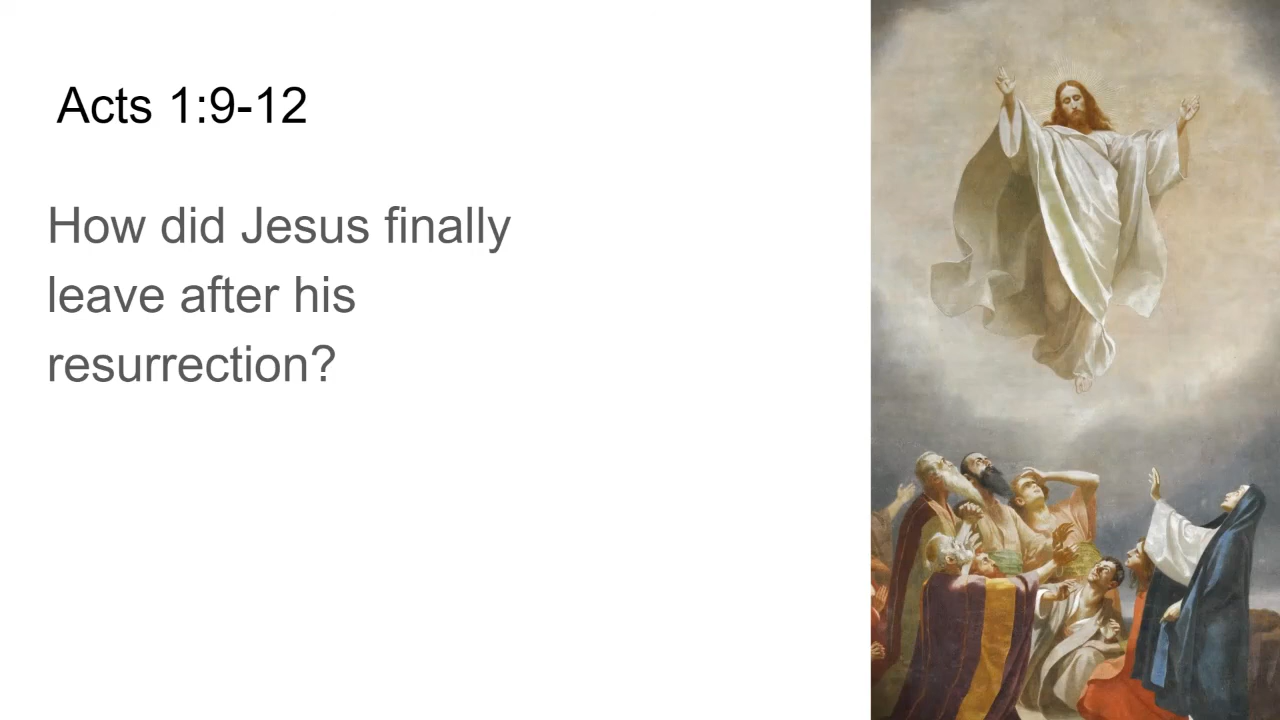 Acts 1:9-12
How did Jesus finally
leave after his
resurrection?